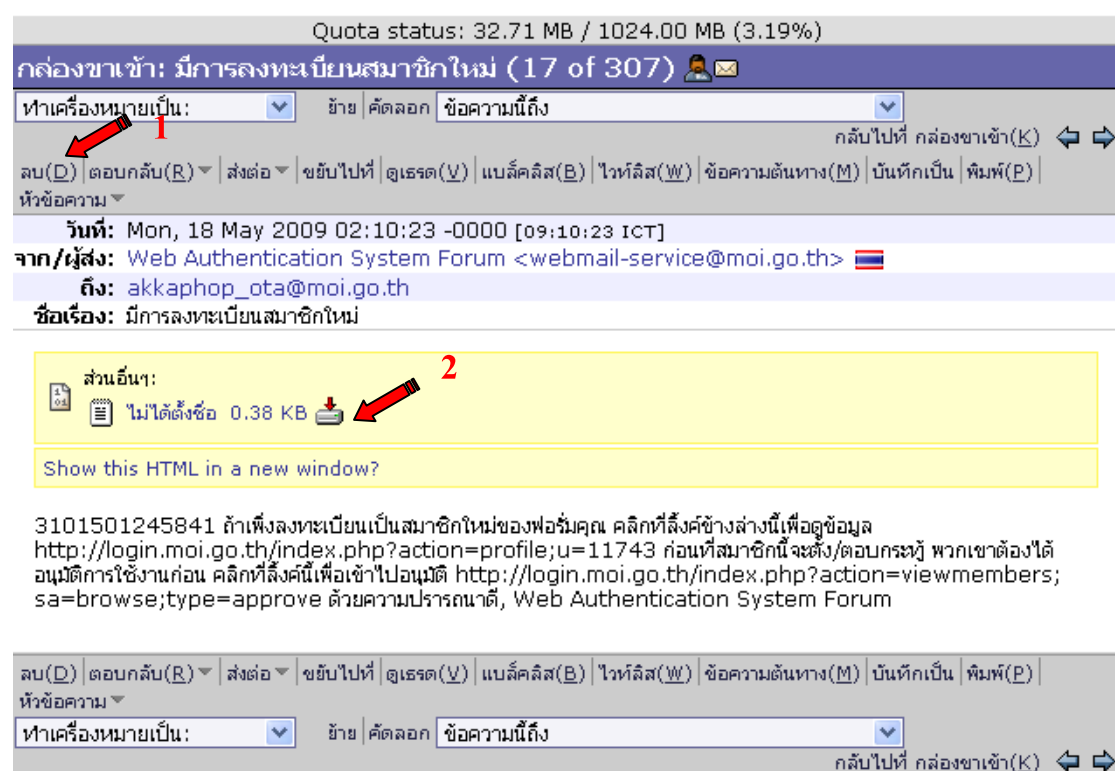 Quota status: 32.71 MB / 1024.00 MB (3.19%)
กล่องขาเข้า: มีการลงทะเบียนสมาชิกใหม่ (17 of 307)
ทำเครื่องหมายเป็น: ย้าย คัดลอก ข้อความนี้ถึง
1
กลับไปที่ กล่องขาเข้า(K)
ลบ(D) ตอบกลับ(R) ส่งต่อ ขยับไปที่ ดูเธรด(V) แบล็คลิส(B) ไวท์ลิส(W) ข้อความต้นทาง(M) บันทึกเป็น พิมพ์(P)
หัวข้อความ
วันที่: Mon, 18 May 2009 02:10:23 -0000 [09:10:23 ICT]
จาก/ผู้ส่ง: Web Authentication System Forum <webmail-service@moi.go.th>
ถึง: akkaphop_ota@moi.go.th
ชื่อเรื่อง: มีการลงทะเบียนสมาชิกใหม่
2
ส่วนอื่นๆ:
ไม่ได้ตั้งชื่อ 0.38 KB
Show this HTML in a new window?
3101501245841 ถ้าเพิ่งลงทะเบียนเป็นสมาชิกใหม่ของฟอรั่มคุณ คลิกที่ลิ้งค์ข้างล่างนี้เพื่อดูข้อมูล
http://login.moi.go.th/index.php?action=profile;u=11743 ก่อนที่สมาชิกนี้จะตั้ง/ตอบกระทู้ พวกเขาต้องได้
อนุมัติการใช้งานก่อน คลิกที่ลิ้งค์นี้เพื่อเข้าไปอนุมัติ http://login.moi.go.th/index.php?action=viewmembers;
sa=browse;type=approve ด้วยความปรารถนาดี, Web Authentication System Forum
ลบ(D) ตอบกลับ(R) ส่งต่อ ขยับไปที่ ดูเธรด(V) แบล็คลิส(B) ไวท์ลิส(W) ข้อความต้นทาง(M) บันทึกเป็น พิมพ์(P)
หัวข้อความ
ทำเครื่องหมายเป็น: ย้าย คัดลอก ข้อความนี้ถึง
กลับไปที่ กล่องขาเข้า(K)